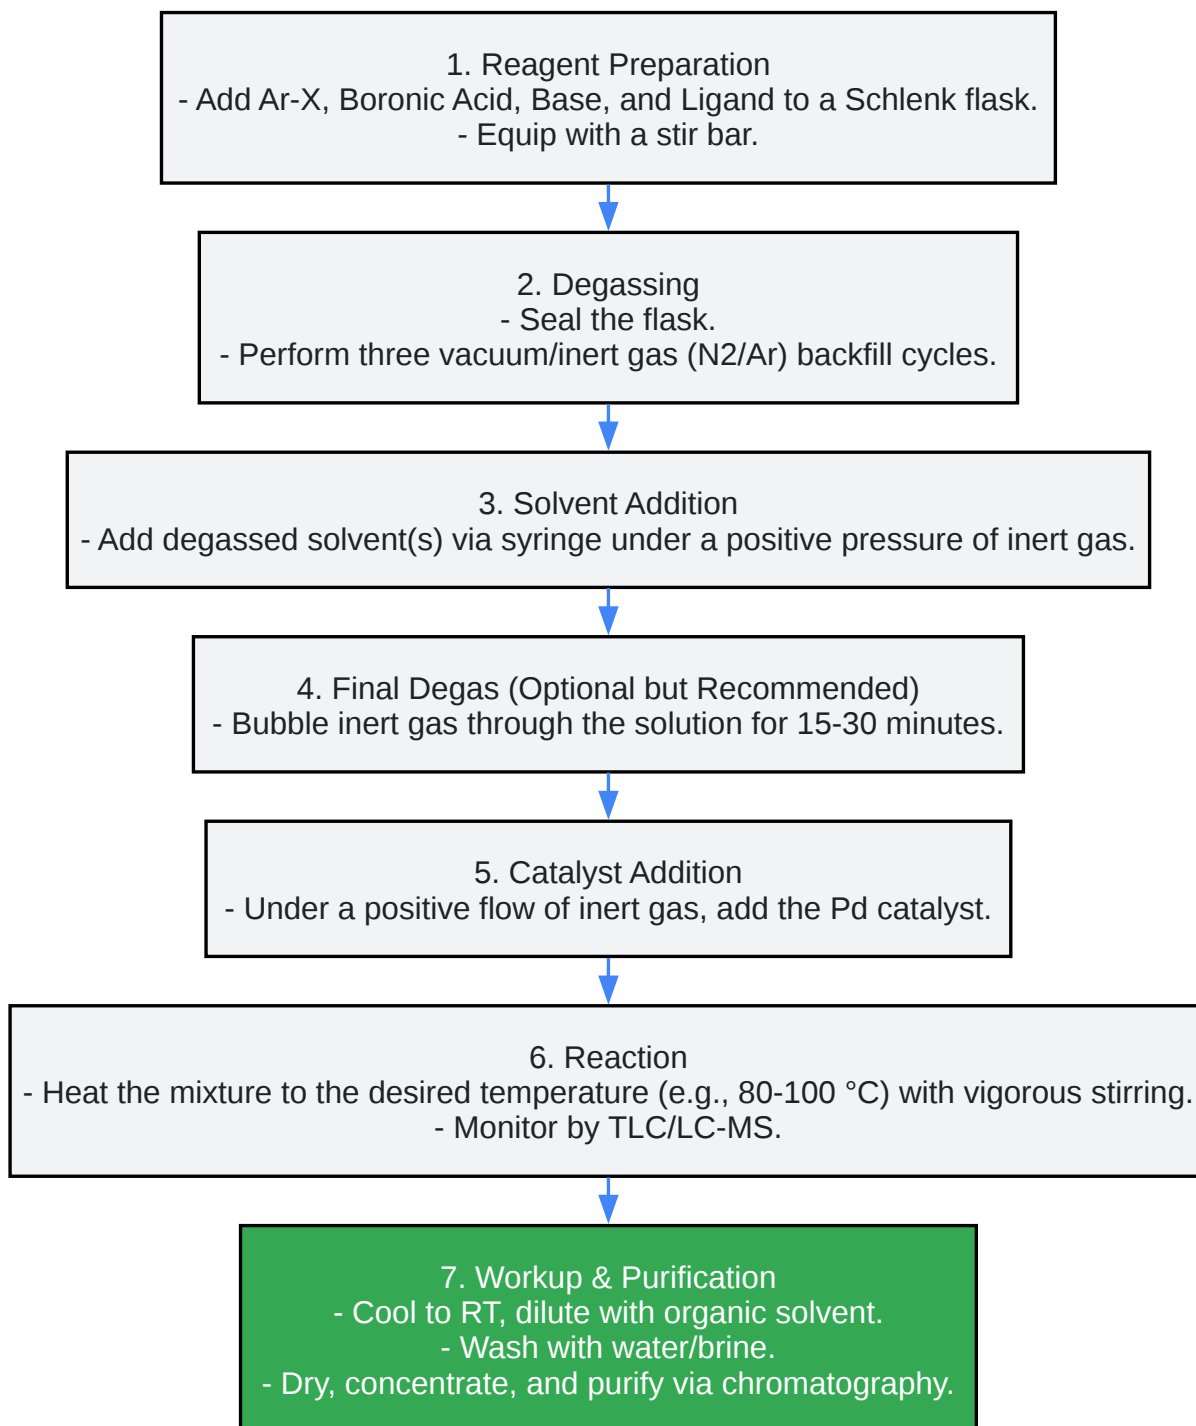 1. Reagent Preparation
- Add Ar-X, Boronic Acid, Base, and Ligand to a Schlenk flask.
- Equip with a stir bar.
2. Degassing
- Seal the flask.
- Perform three vacuum/inert gas (N2/Ar) backfill cycles.
3. Solvent Addition
- Add degassed solvent(s) via syringe under a positive pressure of inert gas.
4. Final Degas (Optional but Recommended)
- Bubble inert gas through the solution for 15-30 minutes.
5. Catalyst Addition
- Under a positive flow of inert gas, add the Pd catalyst.
6. Reaction
- Heat the mixture to the desired temperature (e.g., 80-100 °C) with vigorous stirring.
- Monitor by TLC/LC-MS.
7. Workup & Purification
- Cool to RT, dilute with organic solvent.
- Wash with water/brine.
- Dry, concentrate, and purify via chromatography.